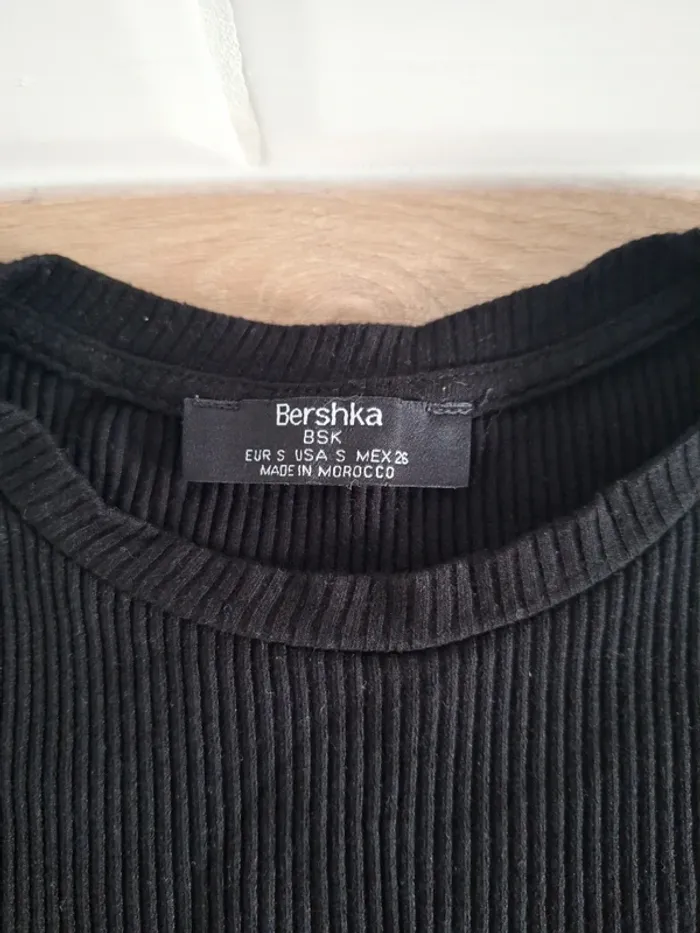 Bershka
BSK
EUR S USA S MEX 26
MADE IN MOROCCO